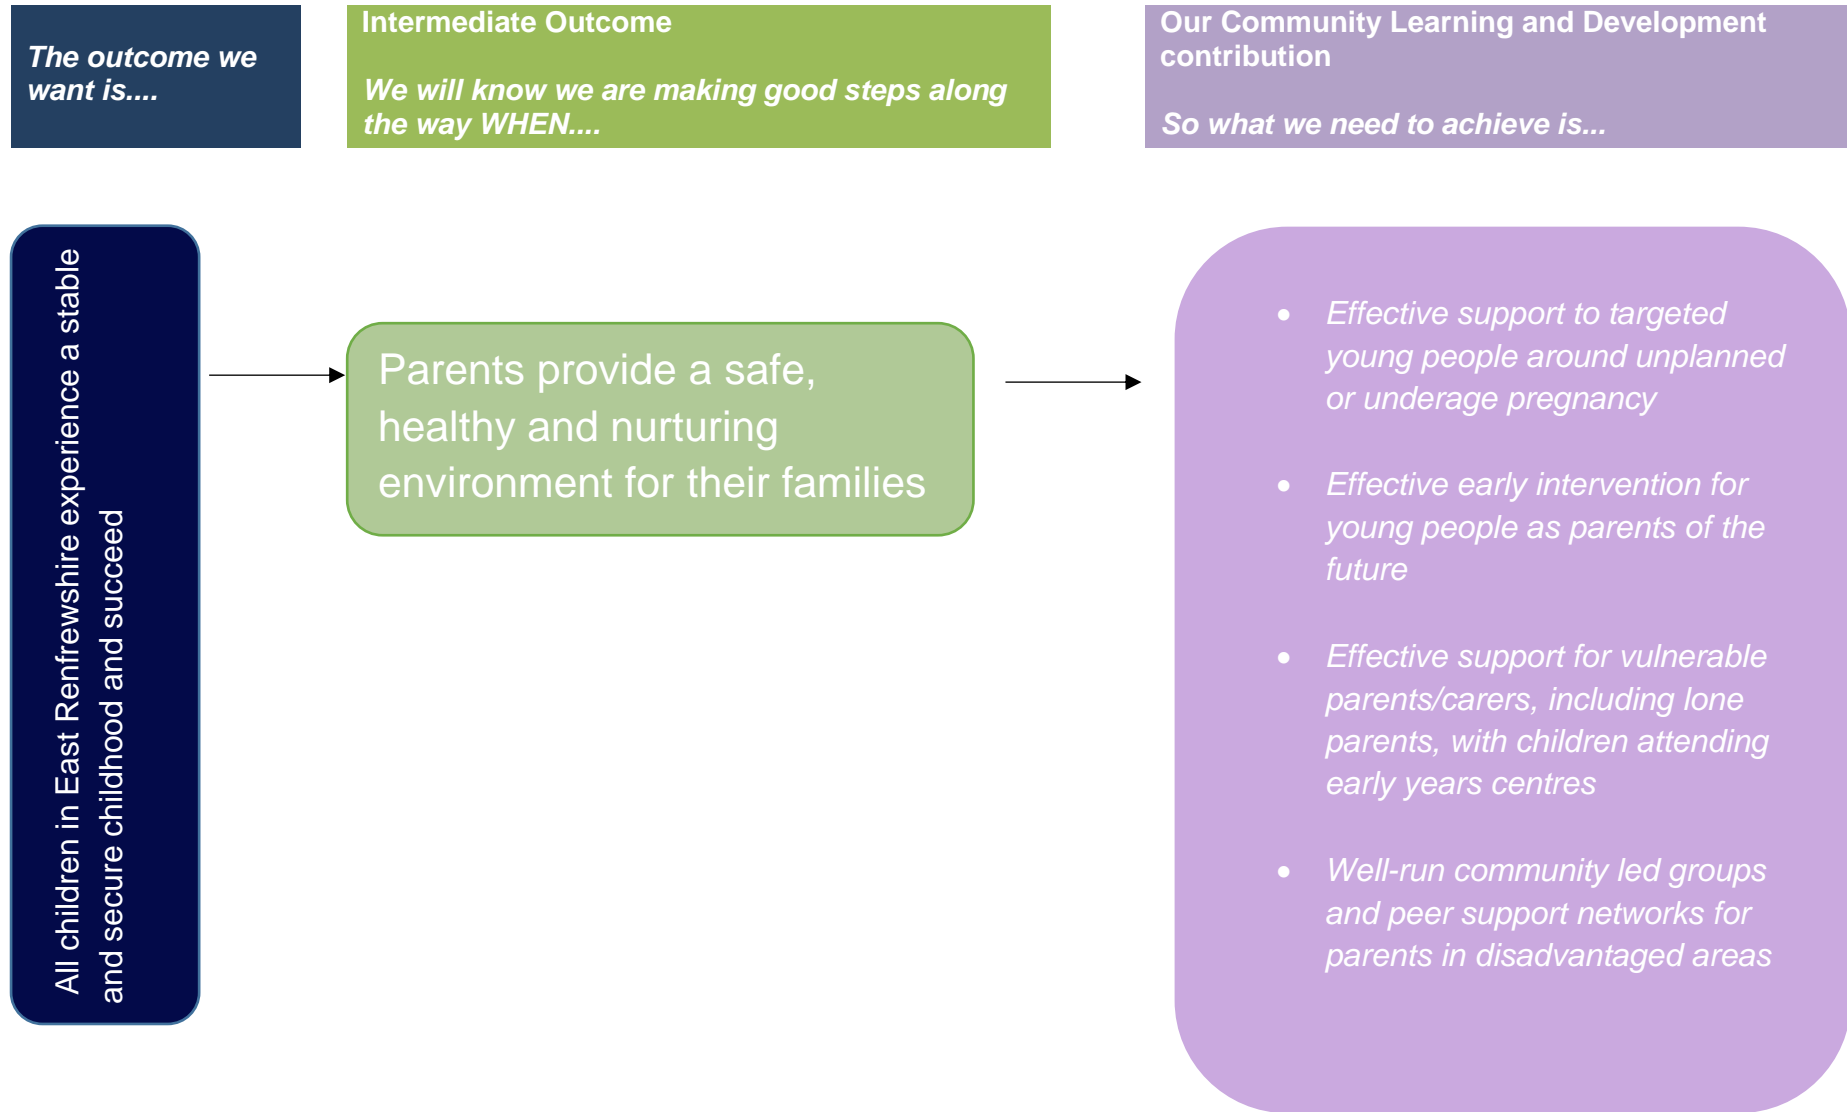 The outcome we
want is....
Intermediate Outcome
We will know we are making good steps along
the way WHEN....
Our Community Learning and Development
contribution
So what we need to achieve is...
All children in East Renfrewshire experience a stable
and secure childhood and succeed
Parents provide a safe,
healthy and nurturing
environment for their families
• Effective support to targeted
young people around unplanned
or underage pregnancy
• Effective early intervention for
young people as parents of the
future
• Effective support for vulnerable
parents/carers, including lone
parents, with children attending
early years centres
• Well-run community led groups
and peer support networks for
parents in disadvantaged areas